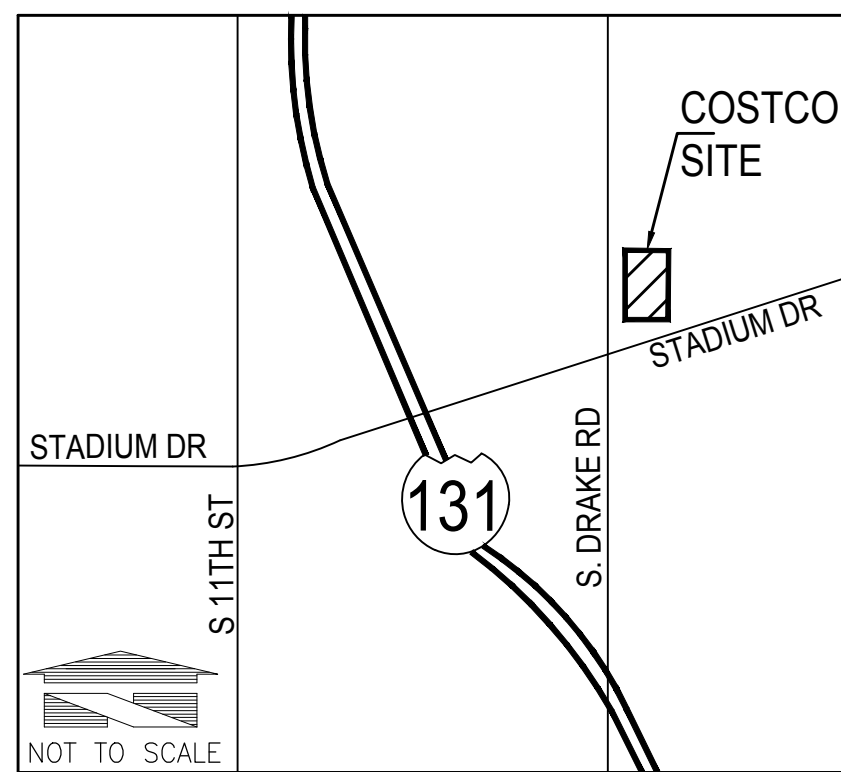 COSTCO
SITE
STADIUM DR
STADIUM DR
131
S. DRAKE RD
S 11TH ST
NOT TO SCALE